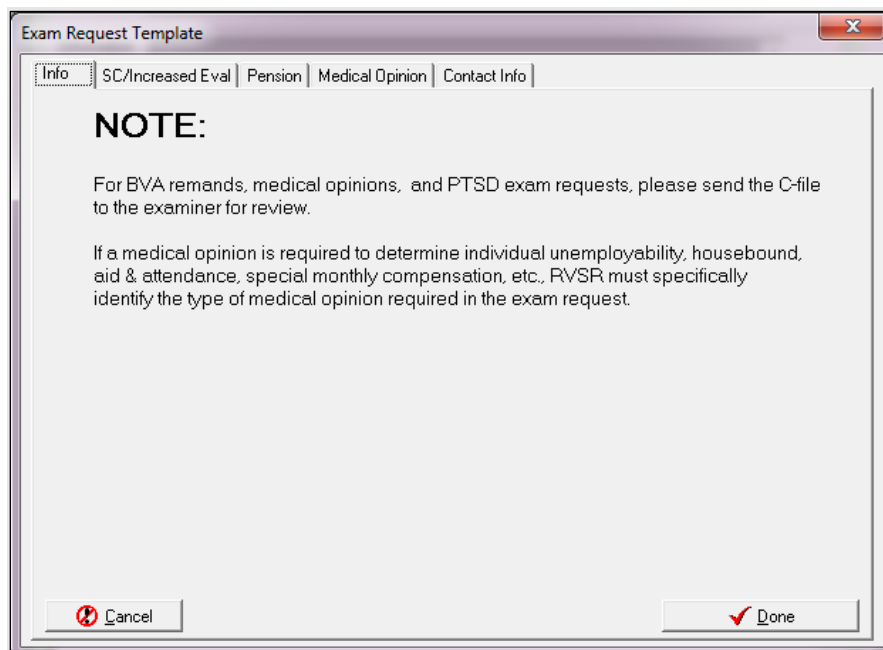 Exam Request Template
Info SC/Increased Eval Pension Medical Opinion Contact Info
NOTE:
For BVA remands, medical opinions, and PTSD exam requests, please send the C-file
to the examiner for review.
If a medical opinion is required to determine individual unemployability, housebound,
aid & attendance, special monthly compensation, etc., RVSR must specifically
identify the type of medical opinion required in the exam request.
Cancel Done